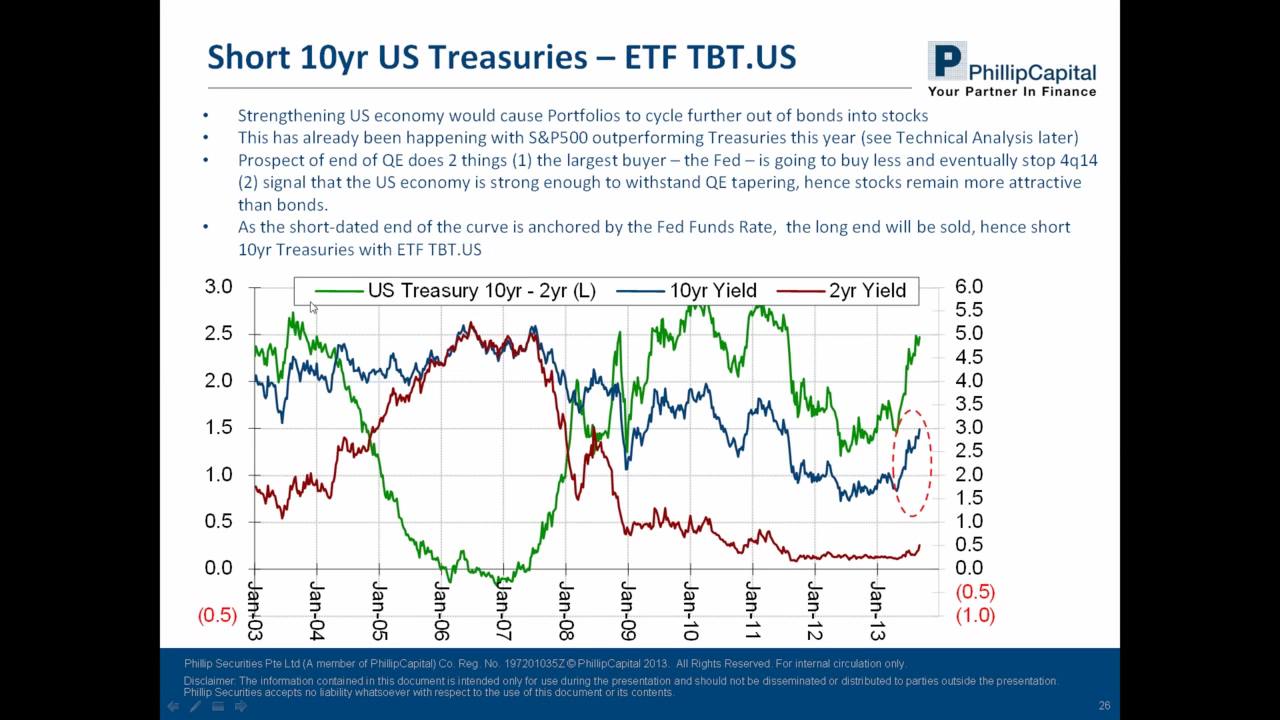 Short 10yr US Treasuries – ETF TBT.US
P PhillipCapital
Your Partner In Finance
• Strengthening US economy would cause Portfolios to cycle further out of bonds into stocks
• This has already been happening with S&P500 outperforming Treasuries this year (see Technical Analysis later)
• Prospect of end of QE does 2 things (1) the largest buyer – the Fed – is going to buy less and eventually stop 4q14
(2) signal that the US economy is strong enough to withstand QE tapering, hence stocks remain more attractive
than bonds.
• As the short-dated end of the curve is anchored by the Fed Funds Rate, the long end will be sold, hence short
10yr Treasuries with ETF TBT.US
US Treasury 10yr - 2yr (L) 10yr Yield 2yr Yield
3.0
2.5
2.0
1.5
1.0
0.5
0.0
(0.5)
6.0
5.5
5.0
4.5
4.0
3.5
3.0
2.5
2.0
1.5
1.0
0.5
0.0
(0.5)
(1.0)
Jan-03
Jan-04
Jan-05
Jan-06
Jan-07
Jan-08
Jan-09
Jan-10
Jan-11
Jan-12
Jan-13
Phillip Securities Pte Ltd (A member of PhillipCapital) Co. Reg. No. 197201035Z © PhillipCapital 2013. All Rights Reserved. For internal circulation only.
Disclaimer: The information contained in this document is intended only for use during the presentation and should not be disseminated or distributed to parties outside the presentation.
Phillip Securities accepts no liability whatsoever with respect to the use of this document or its contents.
26